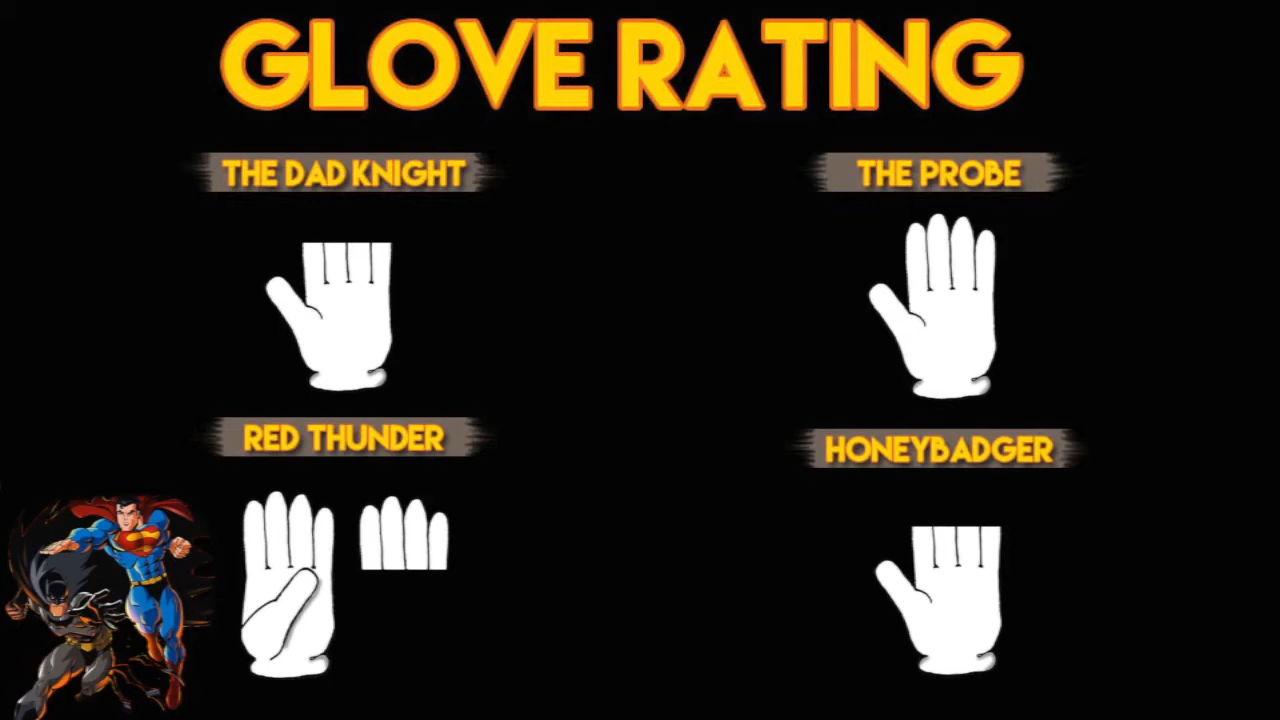 GLOVE RATING
THE DAD KNIGHT
THE PROBE
RED THUNDER
HONEYBADGER